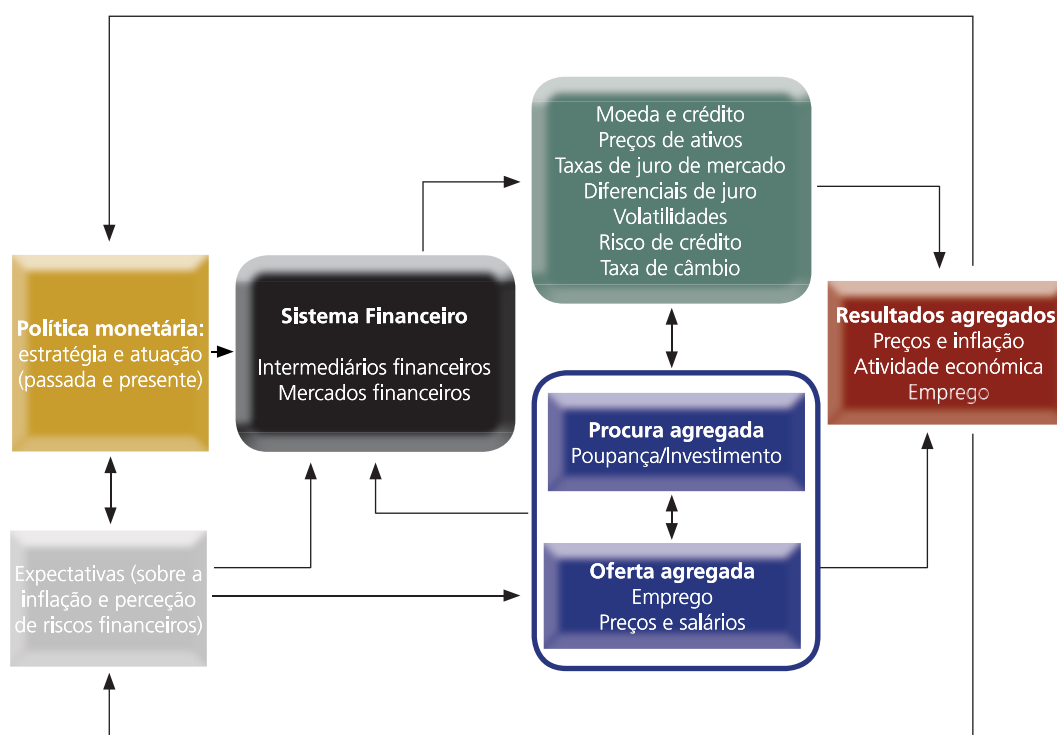 Moeda e crédito
Preços de ativos
Taxas de juro de mercado
Diferenciais de juro
Volatilidades
Risco de crédito
Taxa de câmbio
Política monetária:
estratégia e atuação
(passada e presente)
Sistema Financeiro
Intermediários financeiros
Mercados financeiros
Resultados agregados
Preços e inflação
Atividade económica
Emprego
Procura agregada
Poupança/Investimento
Expectativas (sobre a
inflação e perceção
de riscos financeiros)
Oferta agregada
Emprego
Preços e salários